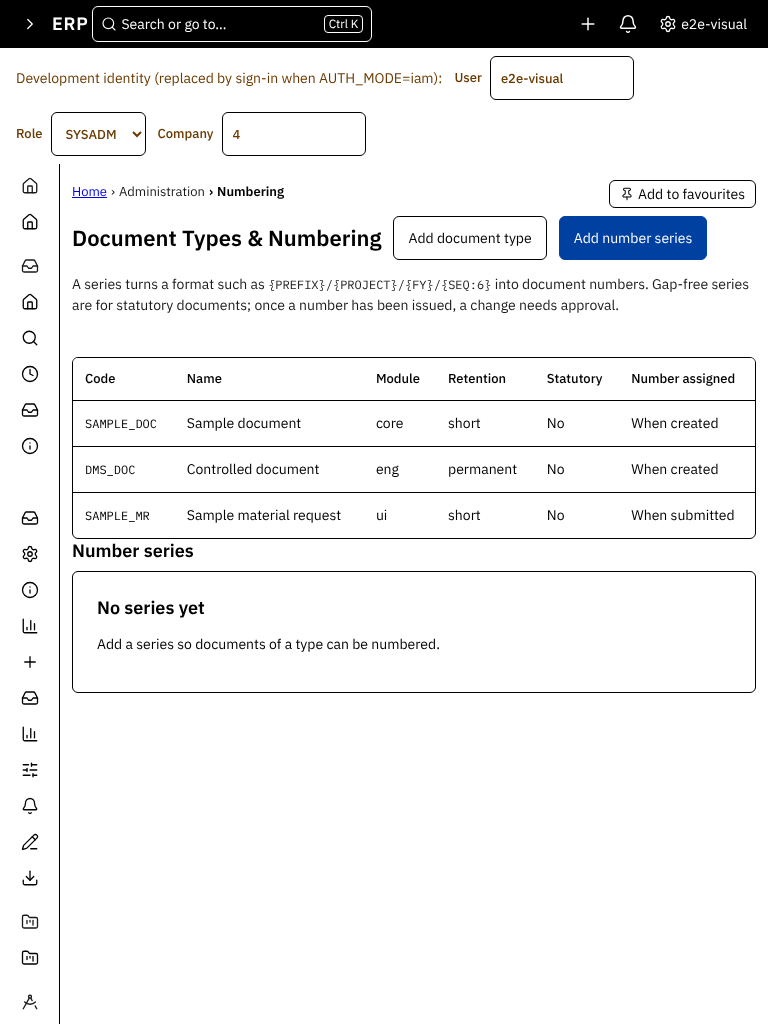 ERP Search or go to... Ctrl K e2e-visual
Development identity (replaced by sign-in when AUTH_MODE=iam): User e2e-visual
Role SYSADM Company 4
Home › Administration › Numbering Add to favourites
Document Types & Numbering Add document type Add number series
A series turns a format such as {PREFIX}/{PROJECT}/{FY}/{SEQ:6} into document numbers. Gap-free series
are for statutory documents; once a number has been issued, a change needs approval.
Code Name Module Retention Statutory Number assigned
SAMPLE_DOC Sample document core short No When created
DMS_DOC Controlled document eng permanent No When created
SAMPLE_MR Sample material request ui short No When submitted
Number series
No series yet
Add a series so documents of a type can be numbered.